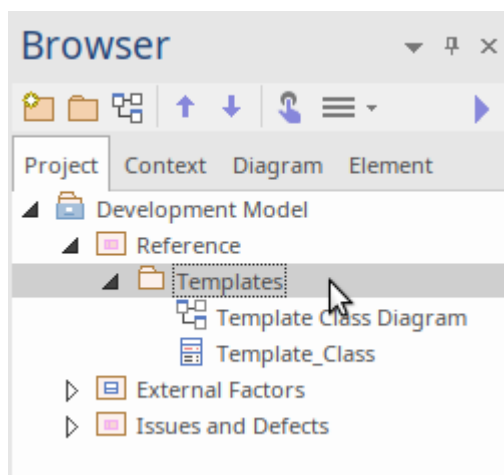 Browser
Project Context Diagram Element
Development Model
Reference
Templates
Template Class Diagram
Template_Class
External Factors
Issues and Defects